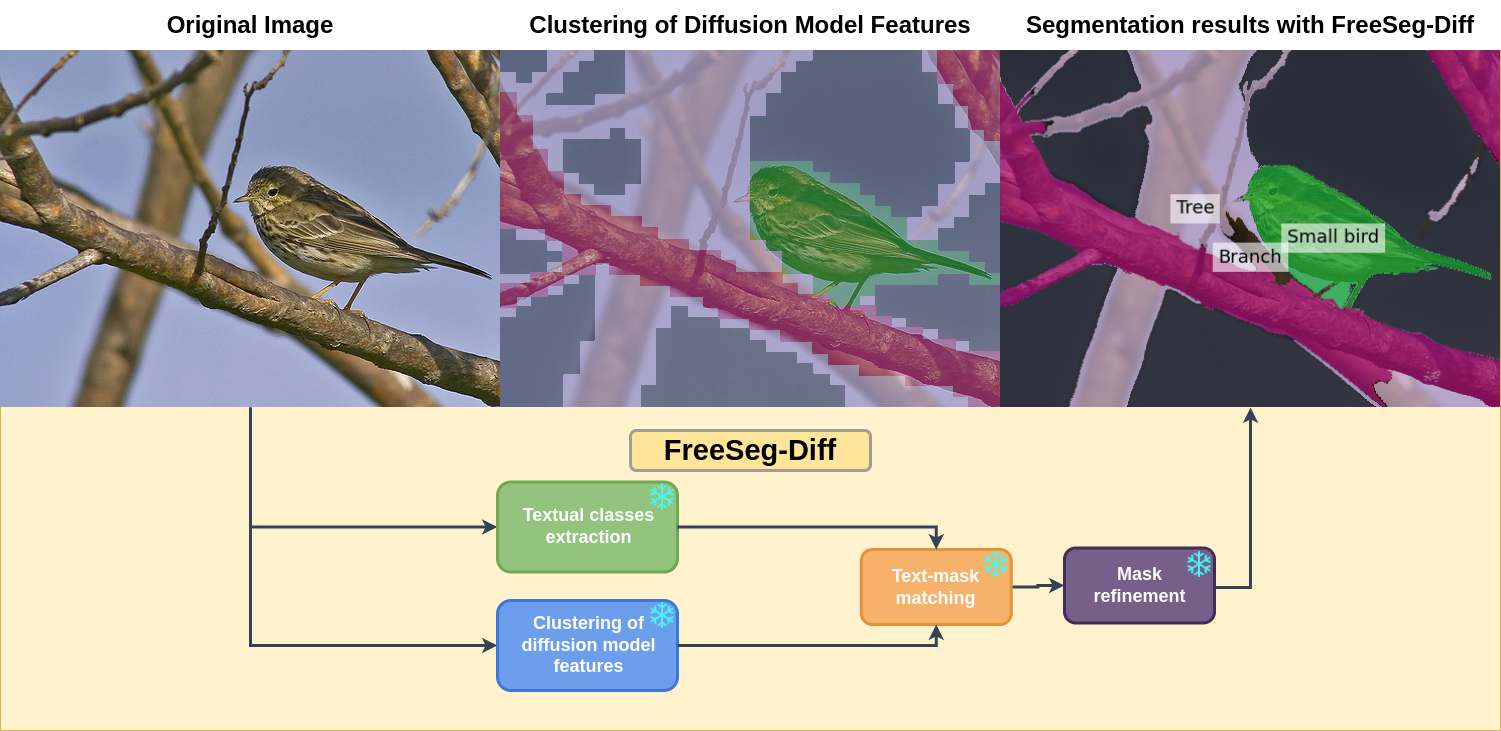 Original Image
Clustering of Diffusion Model Features
Segmentation results with FreeSeg-Diff
Tree
Small bird
Branch
FreeSeg-Diff
Textual classes
extraction
Text-mask
matching
Mask
refinement
Clustering of
diffusion model
features